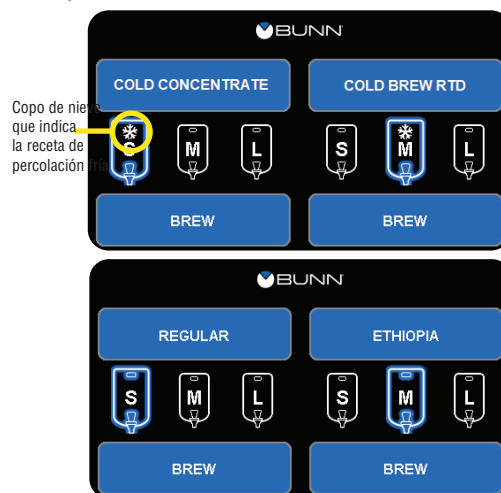 BUNN
COLD CONCENTRATE COLD BREW RTD
Copo de nieve
que indica
la receta de
percolación fría
S M L S M L
BREW BREW
BUNN
REGULAR ETHIOPIA
S M L S M L
BREW BREW